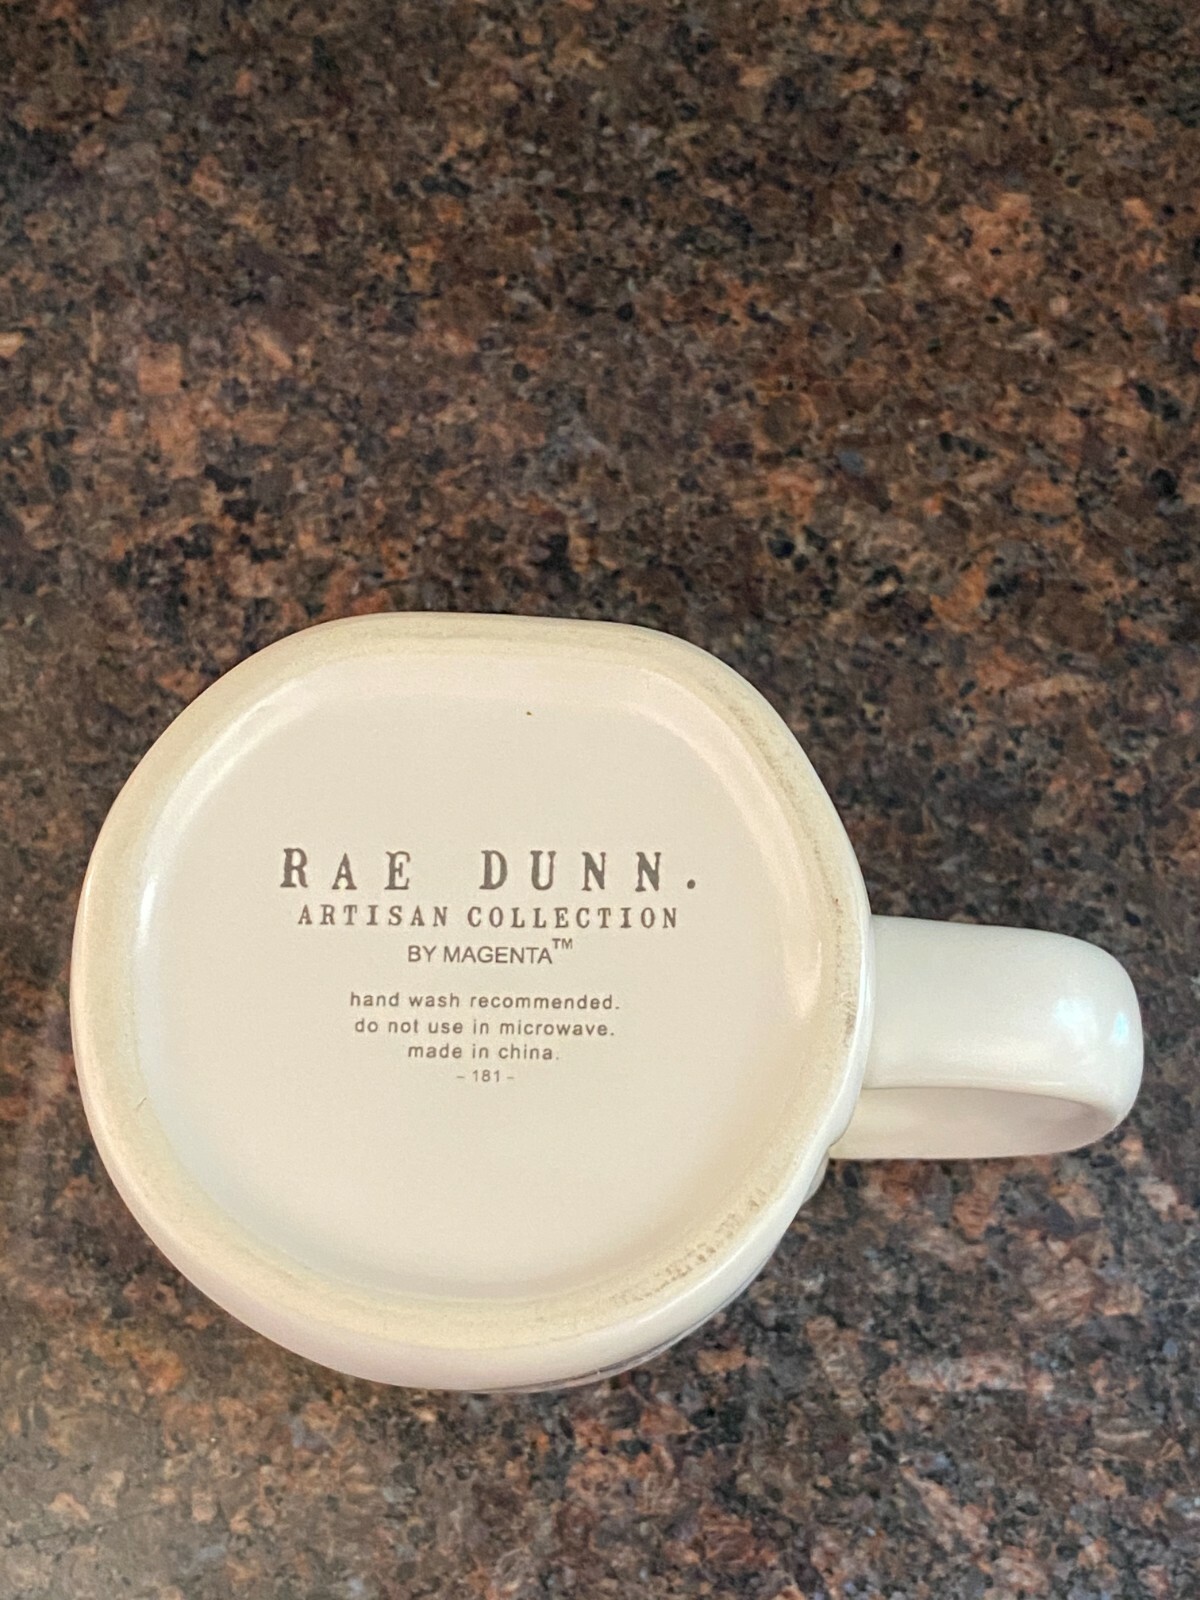 RAE DUNN.
ARTISAN COLLECTION
BY MAGENTA™
hand wash recommended.
do not use in microwave.
made in china.
– 181 –